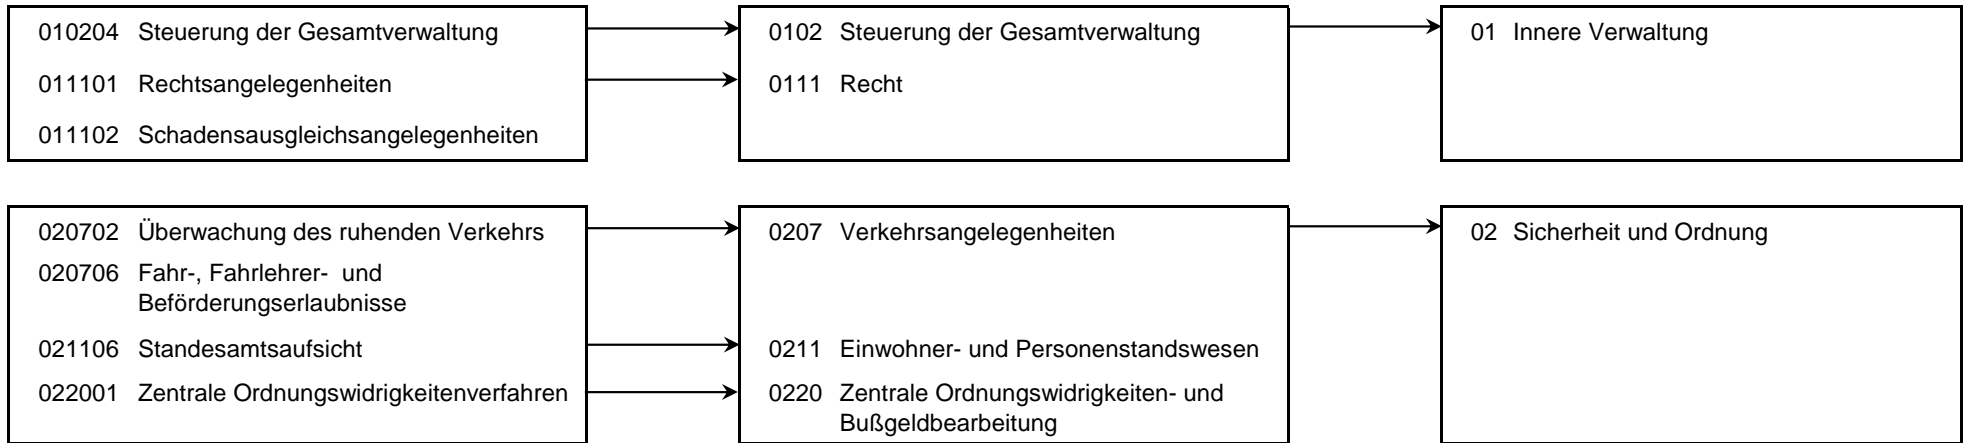 010204 Steuerung der Gesamtverwaltung
0102 Steuerung der Gesamtverwaltung
01 Innere Verwaltung
011101 Rechtsangelegenheiten
0111 Recht
011102 Schadensausgleichsangelegenheiten
020702 Überwachung des ruhenden Verkehrs
0207 Verkehrsangelegenheiten
02 Sicherheit und Ordnung
020706 Fahr-, Fahrlehrer- und
Beförderungserlaubnisse
021106 Standesamtsaufsicht
0211 Einwohner- und Personenstandswesen
022001 Zentrale Ordnungswidrigkeitenverfahren
0220 Zentrale Ordnungswidrigkeiten- und
Bußgeldbearbeitung